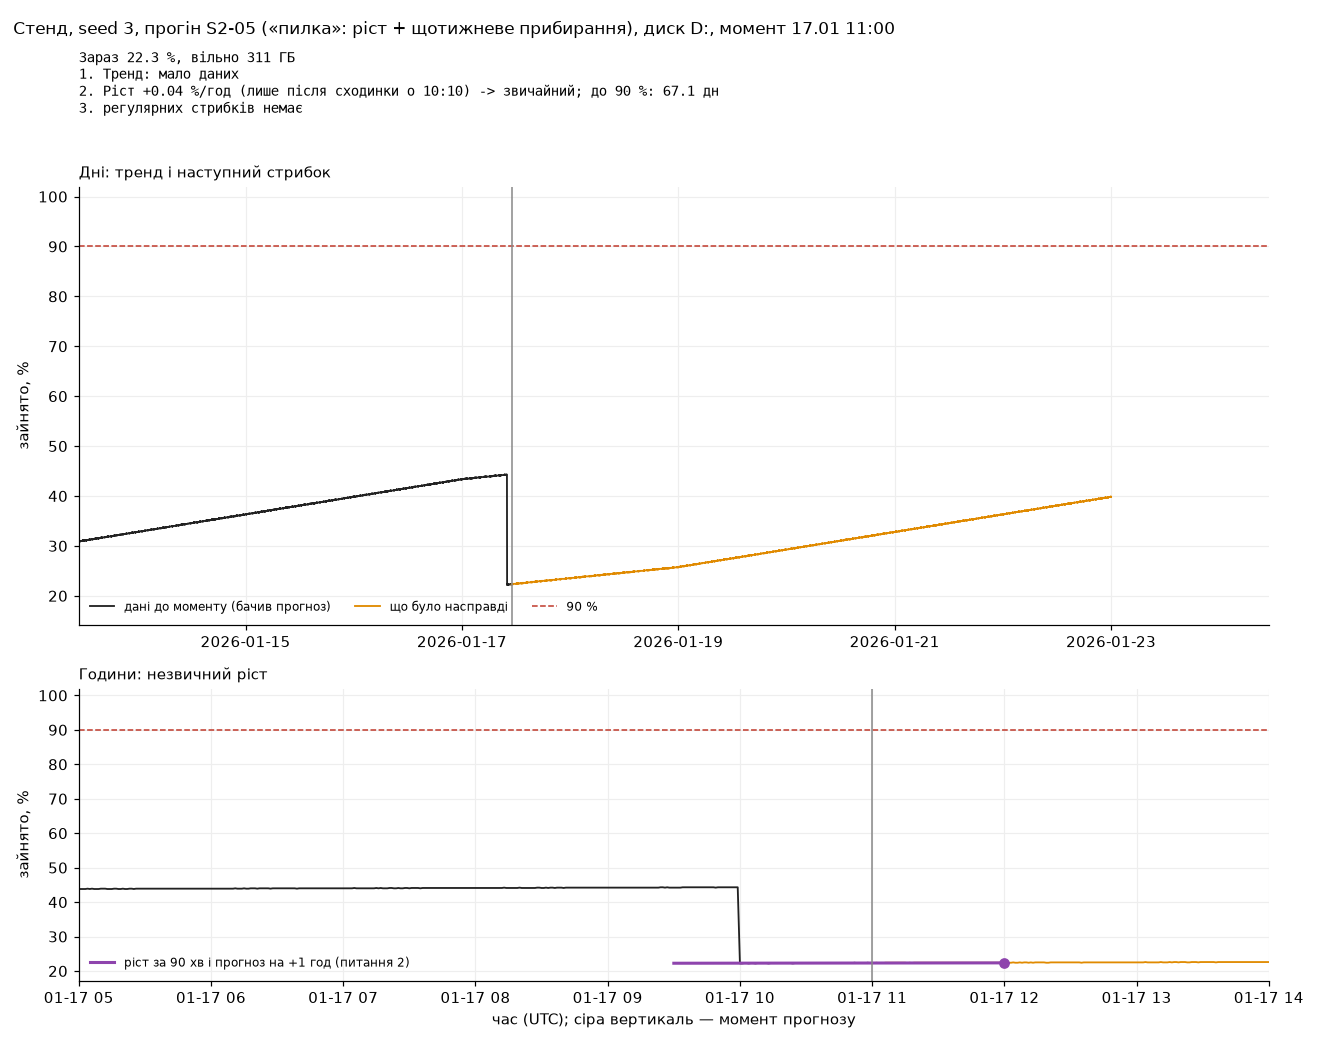 Стенд, seed 3, прогін S2-05 («пилка»: ріст + щотижневе прибирання), диск D:, момент 17.01 11:00
Зараз 22.3 %, вільно 311 ГБ
1. Тренд: мало даних
2. Ріст +0.04 %/год (лише після сходинки о 10:10) -> звичайний; до 90 %: 67.1 дн
3. регулярних стрибків немає
Дні: тренд і наступний стрибок
100
90
80
70
60
50
40
30
20
зайнято, %
дані до моменту (бачив прогноз)
що було насправді
90 %
2026-01-15
2026-01-17
2026-01-19
2026-01-21
2026-01-23
Години: незвичний ріст
100
90
80
70
60
50
40
30
20
зайнято, %
ріст за 90 хв і прогноз на +1 год (питання 2)
01-17 05
01-17 06
01-17 07
01-17 08
01-17 09
01-17 10
01-17 11
01-17 12
01-17 13
01-17 14
час (UTC); сіра вертикаль — момент прогнозу